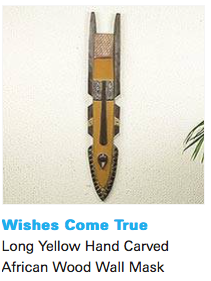 Wishes Come True
Long Yellow Hand Carved
African Wood Wall Mask